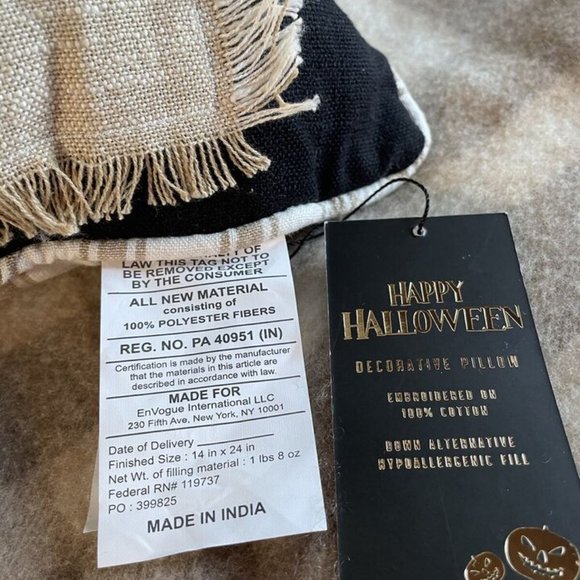 OF
LAW THIS TAG NOT TO
BE REMOVED EXCEPT
BY THE CONSUMER
ALL NEW MATERIAL
consisting of
100% POLYESTER FIBERS
REG. NO. PA 40951 (IN)
Certification is made by the manufacturer
that the materials in this article are
described in accordance with law.
MADE FOR
EnVogue International LLC
230 Fifth Ave, New York, NY 10001
Date of Delivery
Finished Size : 14 in x 24 in
Net Wt. of filling material : 1 lbs 8 oz
Federal RN# 119737
PO : 399825
MADE IN INDIA
HAPPY
HALLOWEEN
DECORATIVE PILLOW
EMBROIDERED ON
100% COTTON
DOWN ALTERNATIVE
HYPOALLERGENIC FILL